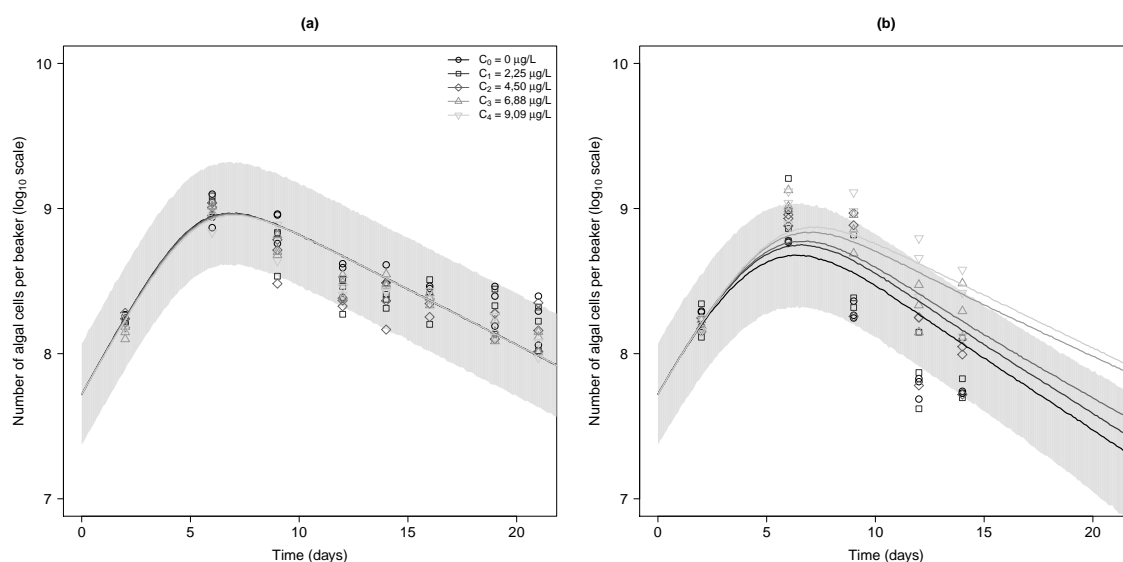 (a)
Number of algal cells per beaker (log₁₀ scale)
10
9
8
7
C₀ = 0 µg/L
C₁ = 2,25 µg/L
C₂ = 4,50 µg/L
C₃ = 6,88 µg/L
C₄ = 9,09 µg/L
0 5 10 15 20
Time (days)
(b)
Number of algal cells per beaker (log₁₀ scale)
10
9
8
7
0 5 10 15 20
Time (days)